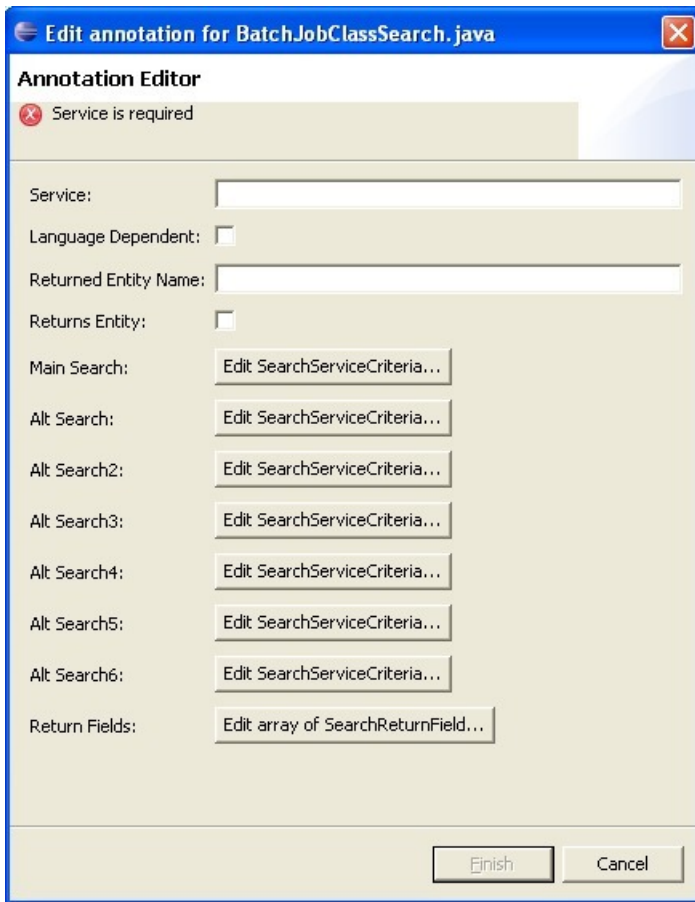 Edit annotation for BatchJobClassSearch.java
Annotation Editor
Service is required
Service:
Language Dependent:
Returned Entity Name:
Returns Entity:
Main Search: Edit SearchServiceCriteria...
Alt Search: Edit SearchServiceCriteria...
Alt Search2: Edit SearchServiceCriteria...
Alt Search3: Edit SearchServiceCriteria...
Alt Search4: Edit SearchServiceCriteria...
Alt Search5: Edit SearchServiceCriteria...
Alt Search6: Edit SearchServiceCriteria...
Return Fields: Edit array of SearchReturnField...
Finish Cancel